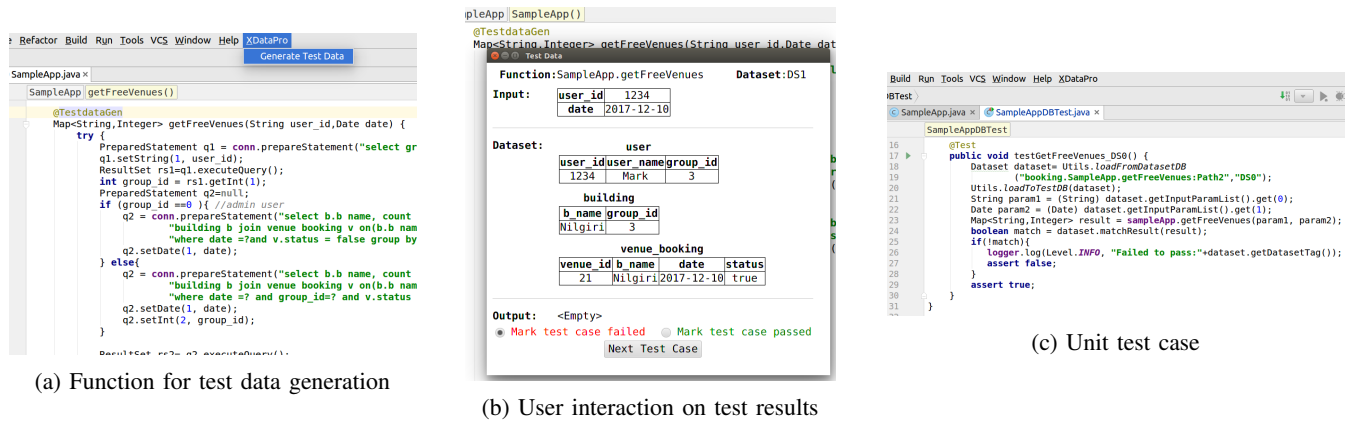 Refactor Build Run Tools VCS Window Help XDataPro
Generate Test Data
SampleApp.java ×
SampleApp getFreeVenues()
@TestdataGen
Map<String,Integer> getFreeVenues(String user_id,Date date) {
try {
PreparedStatement q1 = conn.prepareStatement("select gr
q1.setString(1, user_id);
ResultSet rs1=q1.executeQuery();
int group_id = rs1.getInt(1);
PreparedStatement q2=null;
if (group_id ==0 ){ //admin user
q2 = conn.prepareStatement("select b.b name, count
"building b join venue booking v on(b.b nam
"where date =?and v.status = false group by
q2.setDate(1, date);
} else{
q2 = conn.prepareStatement("select b.b name, count
"building b join venue booking v on(b.b nam
"where date =? and group_id=? and v.status
q2.setDate(1, date);
q2.setInt(2, group_id);
}
ResultSet rs2= q2.executeQuery();
(a) Function for test data generation
mpleApp SampleApp()
@TestdataGen
Map<String,Integer> getFreeVenues(String user id,Date dat
Test Data
Function:SampleApp.getFreeVenues Dataset:DS1
Input:
user_id 1234
date 2017-12-10
Dataset:
user
user_id user_name group_id
1234 Mark 3
building
b_name group_id
Nilgiri 3
venue_booking
venue_id b_name date status
21 Nilgiri 2017-12-10 true
Output: <Empty>
Mark test case failed Mark test case passed
Next Test Case
(b) User interaction on test results
Build Run Tools VCS Window Help XDataPro
BTest
SampleApp.java × SampleAppDBTest.java ×
SampleAppDBTest
16 @Test
17 public void testGetFreeVenues_DS0() {
18 Dataset dataset= Utils.loadFromDatasetDB
19 ("booking.SampleApp.getFreeVenues:Path2","DS0");
20 Utils.loadToTestDB(dataset);
21 String param1 = (String) dataset.getInputParamList().get(0);
22 Date param2 = (Date) dataset.getInputParamList().get(1);
23 Map<String,Integer> result = sampleApp.getFreeVenues(param1, param2);
24 boolean match = dataset.matchResult(result);
25 if(!match){
26 logger.log(Level.INFO, "Failed to pass:"+dataset.getDatasetTag());
27 assert false;
28 }
29 assert true;
30 }
31 }
(c) Unit test case